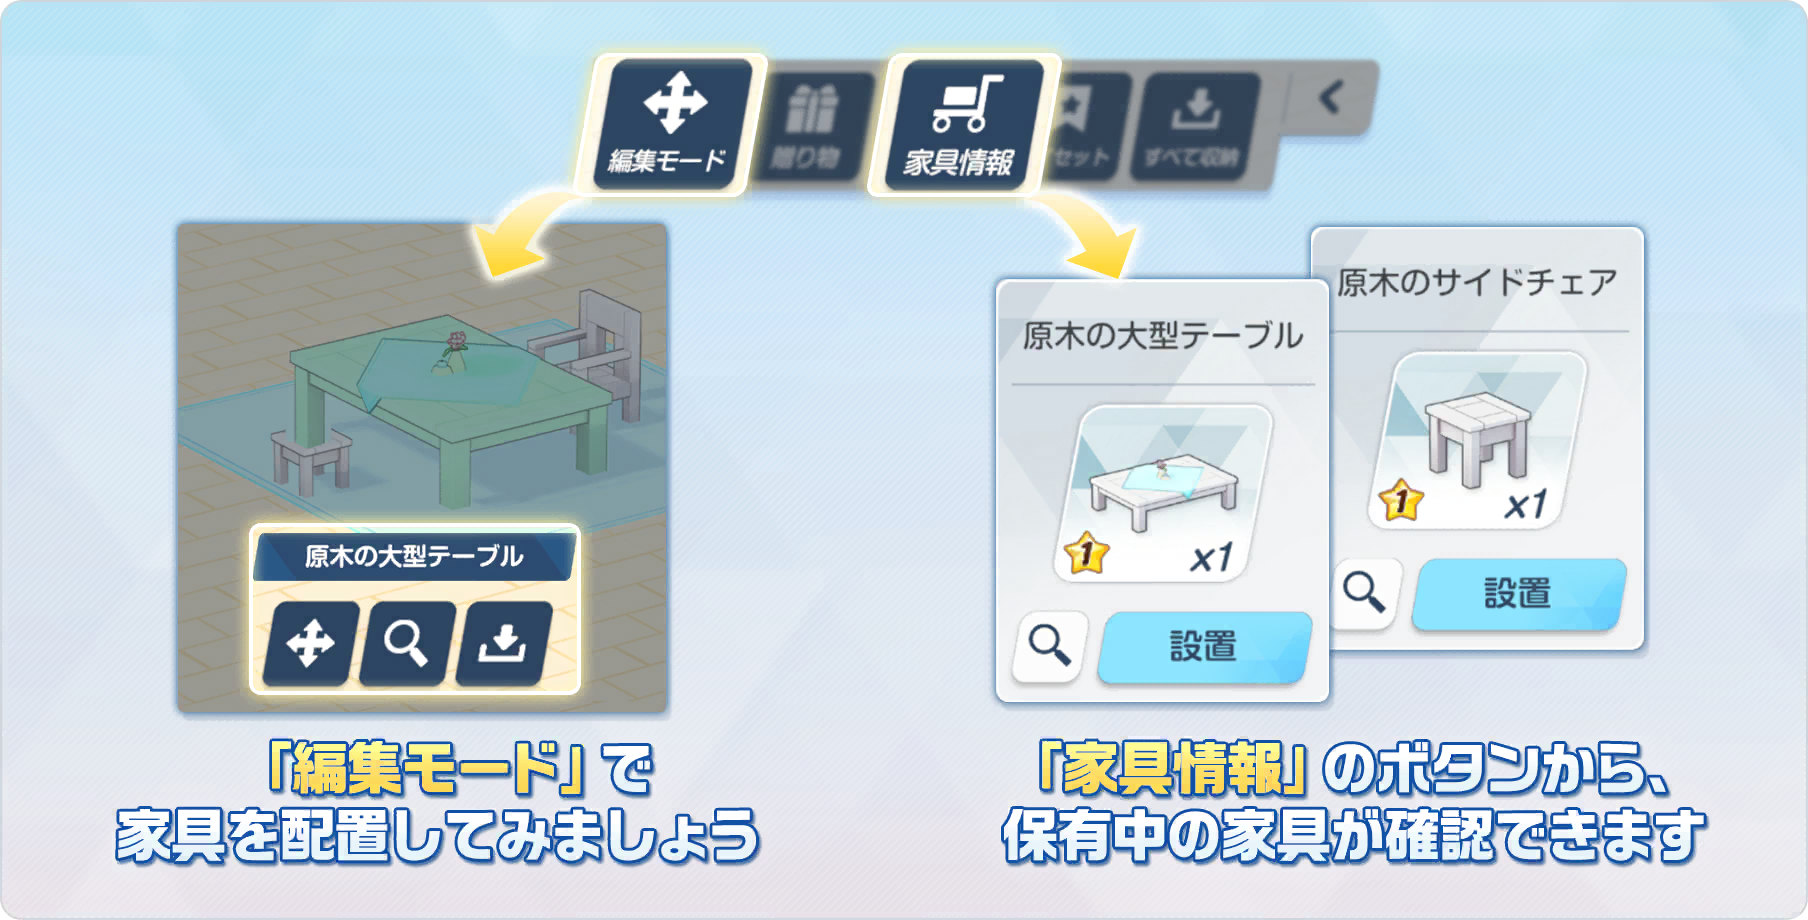 編集モード
贈り物
家具情報
セット
すべて収納
原木の大型テーブル
原木の大型テーブル
1
x1
設置
原木のサイドチェア
1
x1
設置
「編集モード」で
家具を配置してみましょう
「家具情報」のボタンから、
保有中の家具が確認できます